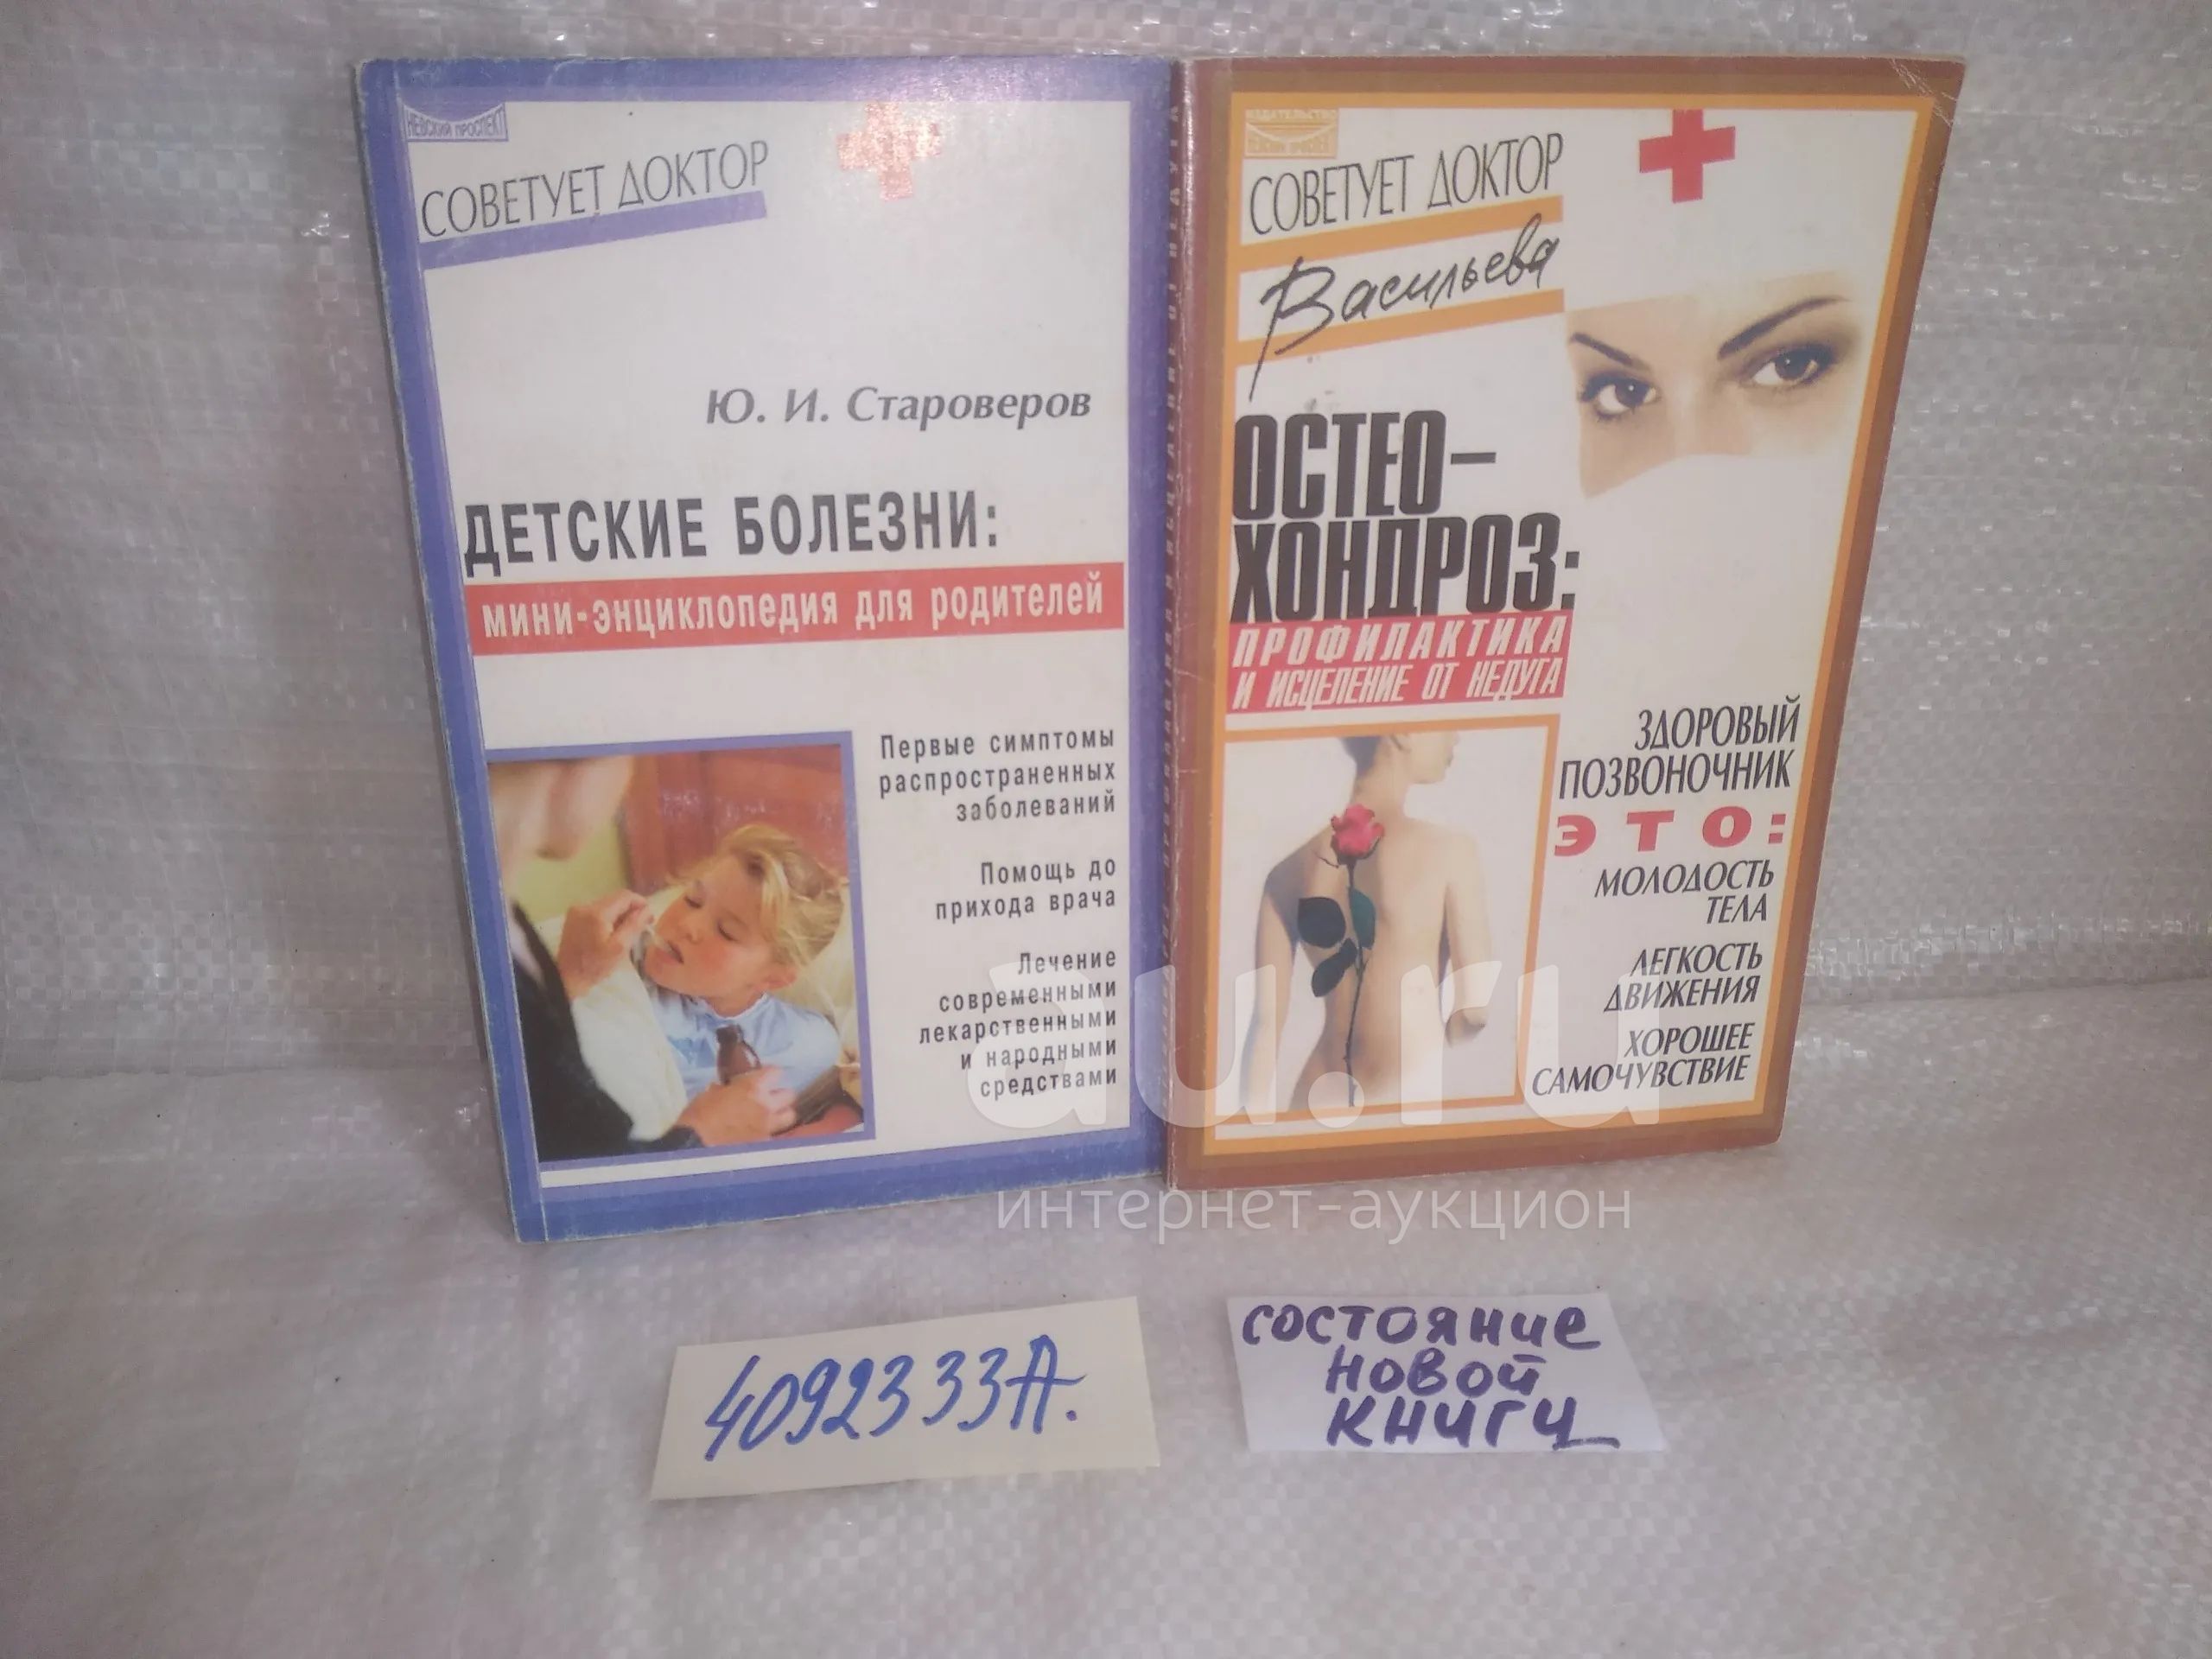 НЕВСКИЙ ПРОСПЕКТ
СОВЕТУЕТ ДОКТОР
Ю. И. Староверов
ДЕТСКИЕ БОЛЕЗНИ:
мини-энциклопедия для родителей
Первые симптомы
распространенных
заболеваний
Помощь до
прихода врача
Лечение
современными
лекарственными
и народными
средствами
ИЗДАТЕЛЬСТВО
СОВЕТУЕТ ДОКТОР
Васильева
ОСТЕО-
ХОНДРОЗ:
ПРОФИЛАКТИКА
И ИСЦЕЛЕНИЕ ОТ НЕДУГА
ЗДОРОВЫЙ
ПОЗВОНОЧНИК
ЭТО:
МОЛОДОСТЬ
ТЕЛА
ЛЕГКОСТЬ
ДВИЖЕНИЯ
ХОРОШЕЕ
САМОЧУВСТВИЕ
au.ru
интернет-аукцион
4092333А.
состояние
новой
книги